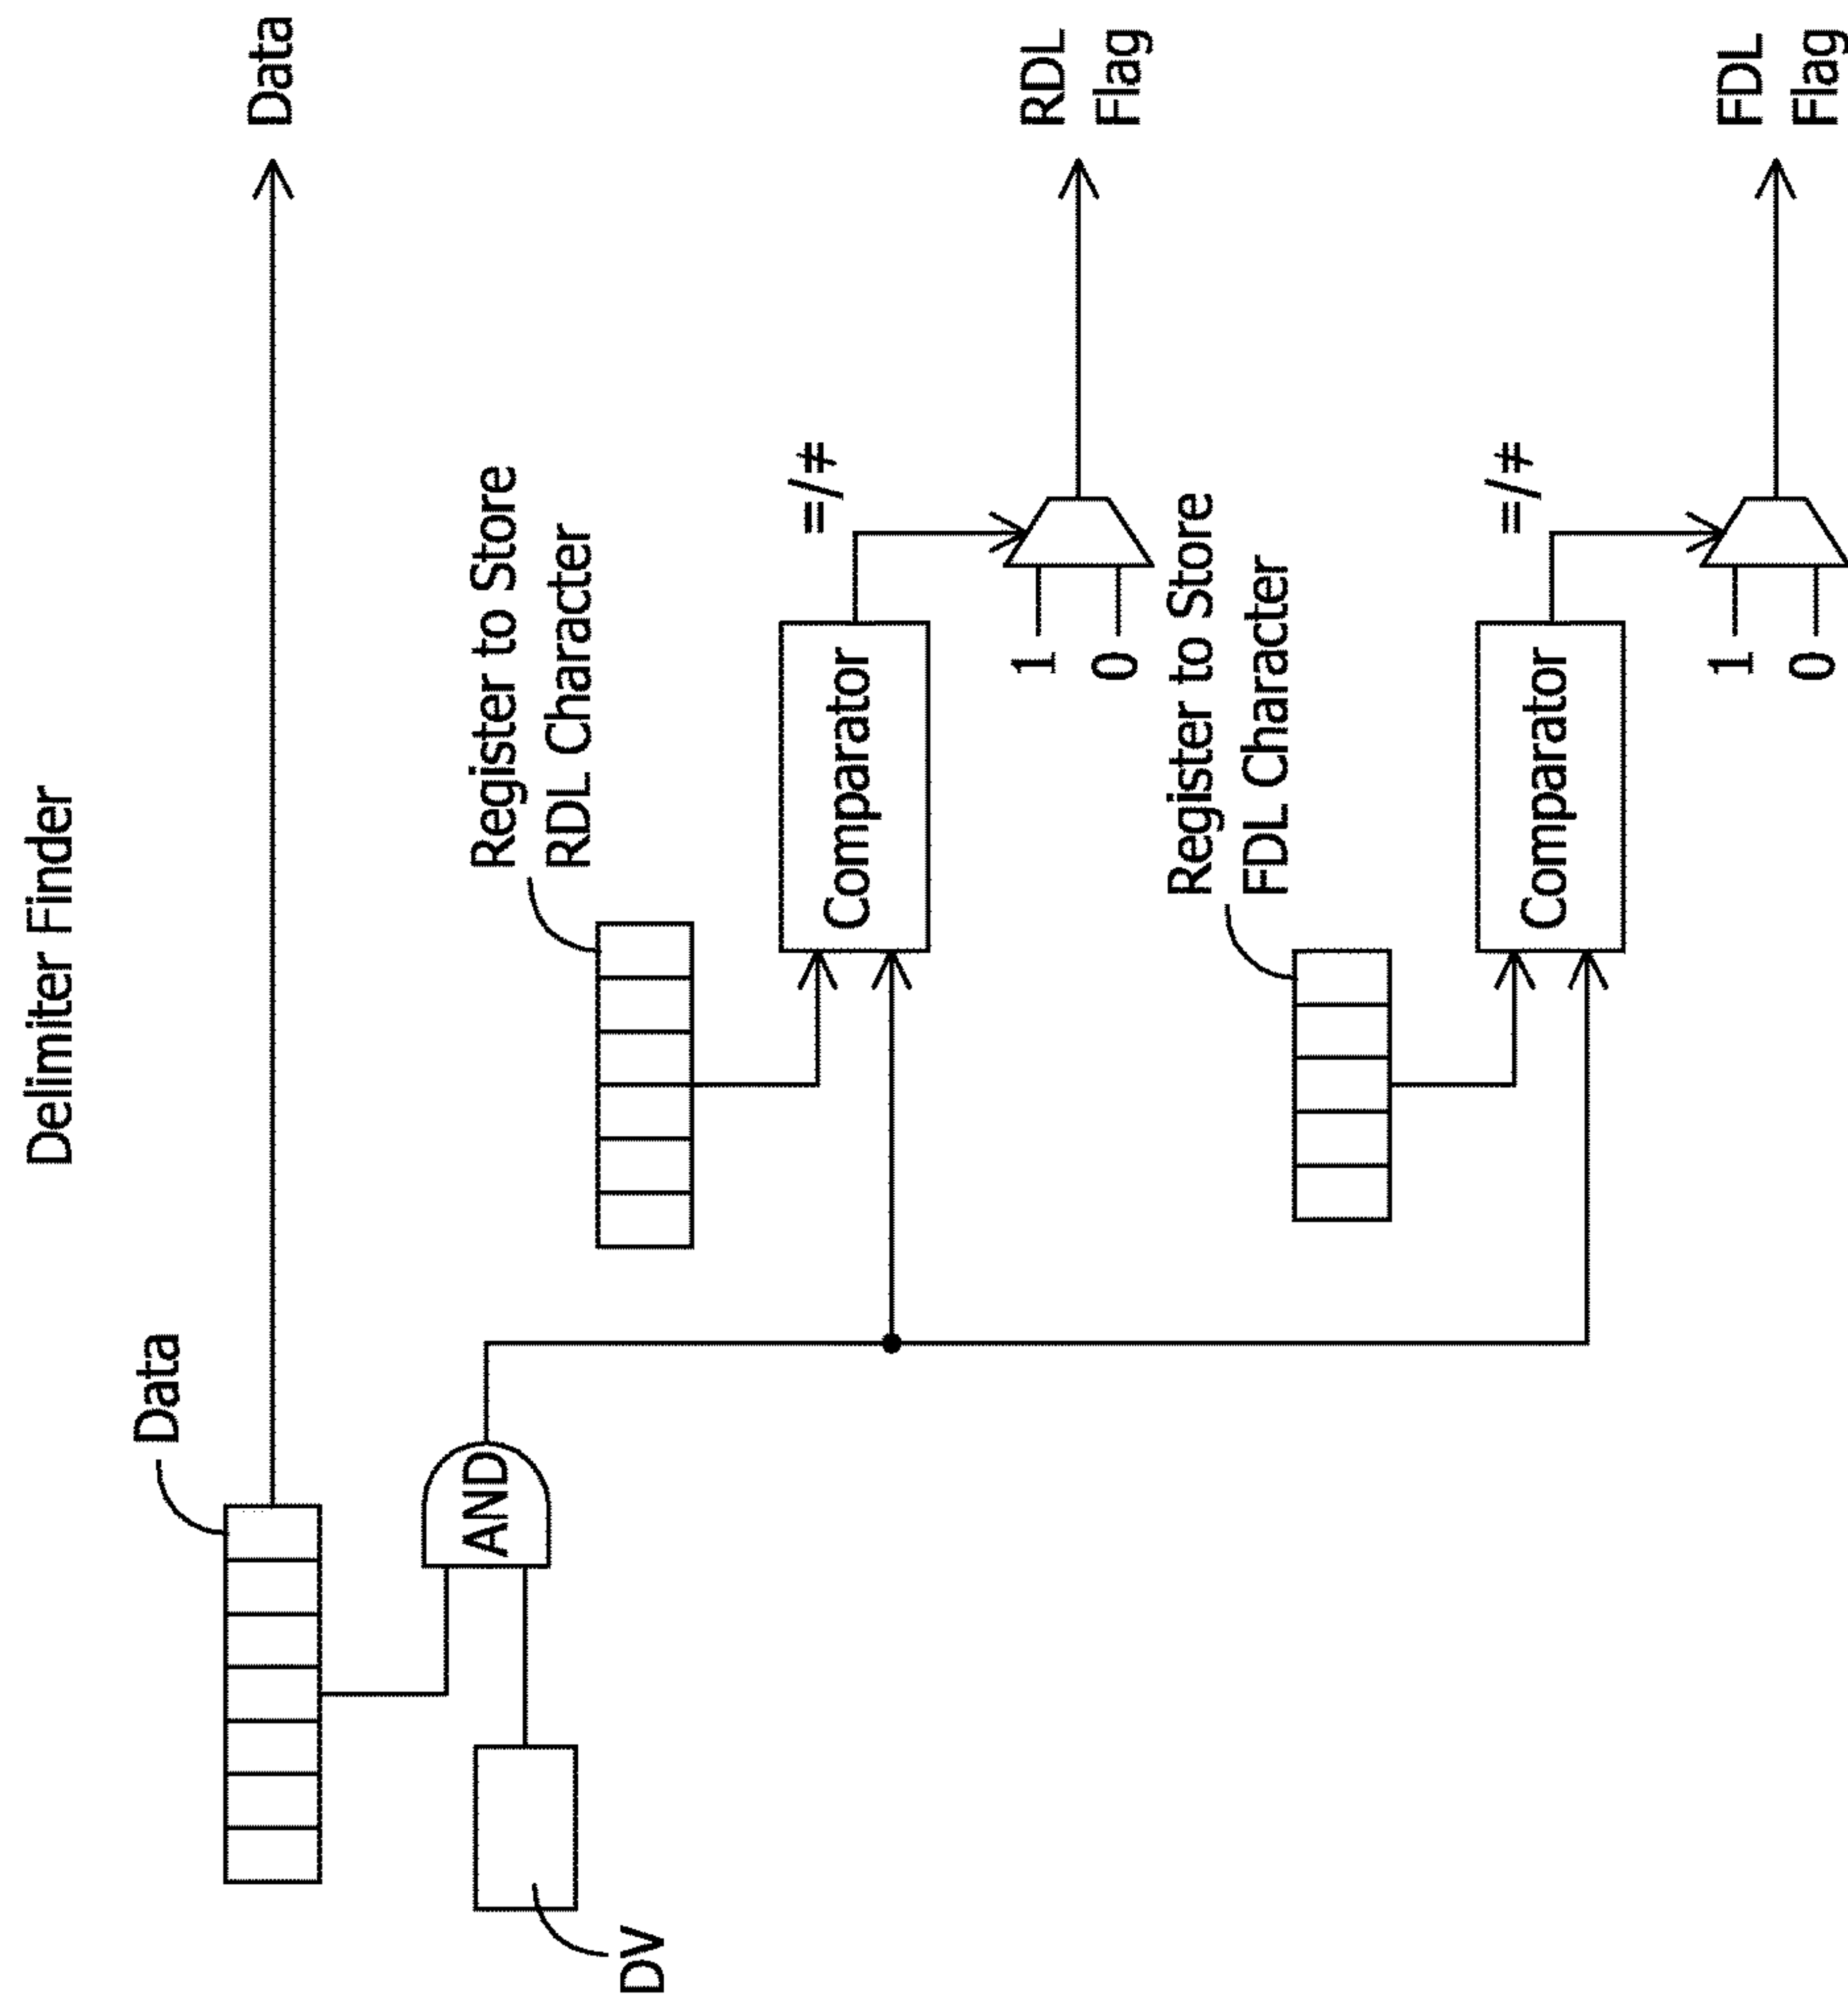 Delimiter Finder
Data
Data
AND
DV
Register to Store
RDL Character
Comparator
=/≠
1
0
RDL
Flag
Register to Store
FDL Character
Comparator
=/≠
1
0
FDL
Flag